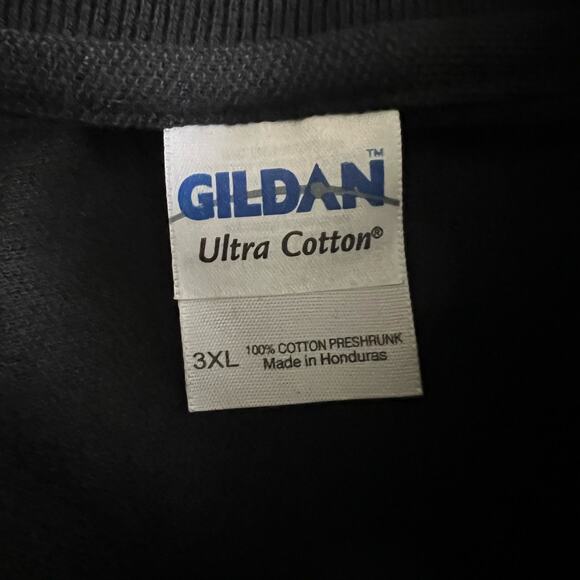 GILDAN™
Ultra Cotton®
3XL 100% COTTON PRESHRUNK
Made in Honduras